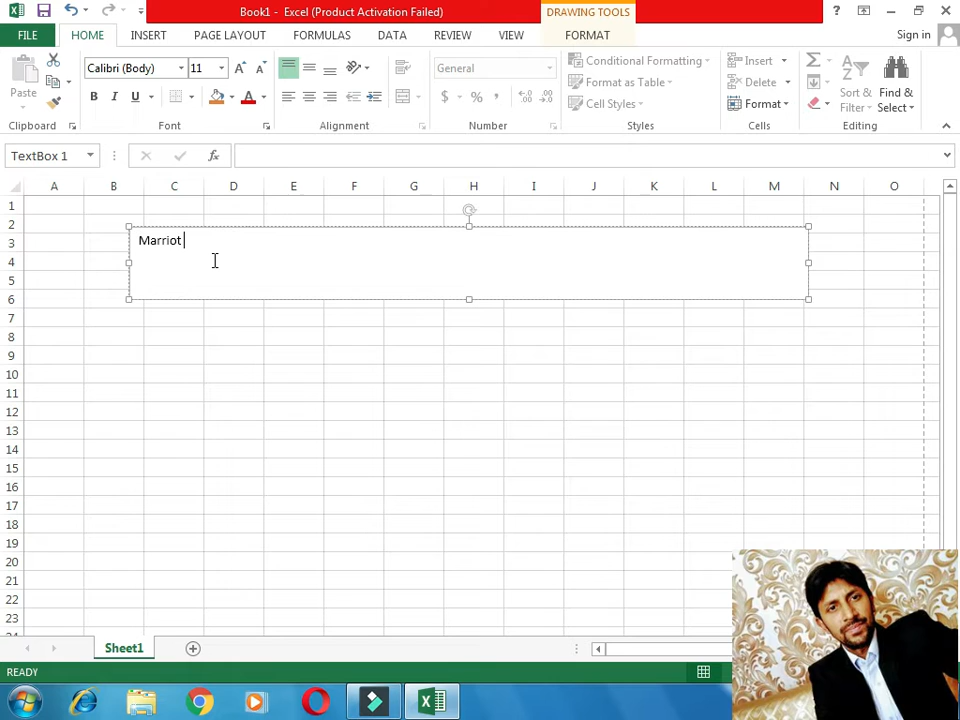 Book1 - Excel (Product Activation Failed)
DRAWING TOOLS
?
FILE
HOME
INSERT
PAGE LAYOUT
FORMULAS
DATA
REVIEW
VIEW
FORMAT
Sign in
Paste
Calibri (Body)
11
A
A
B
I
U
A
General
$
%
,
Conditional Formatting
Format as Table
Cell Styles
Insert
Delete
Format
Sort &
Filter
Find &
Select
Clipboard
Font
Alignment
Number
Styles
Cells
Editing
TextBox 1
fx
A B C D E F G H I J K L M N O
1
2
3
4
5
6
7
8
9
10
11
12
13
14
15
16
17
18
19
20
21
22
23
Marriot
Sheet1
READY